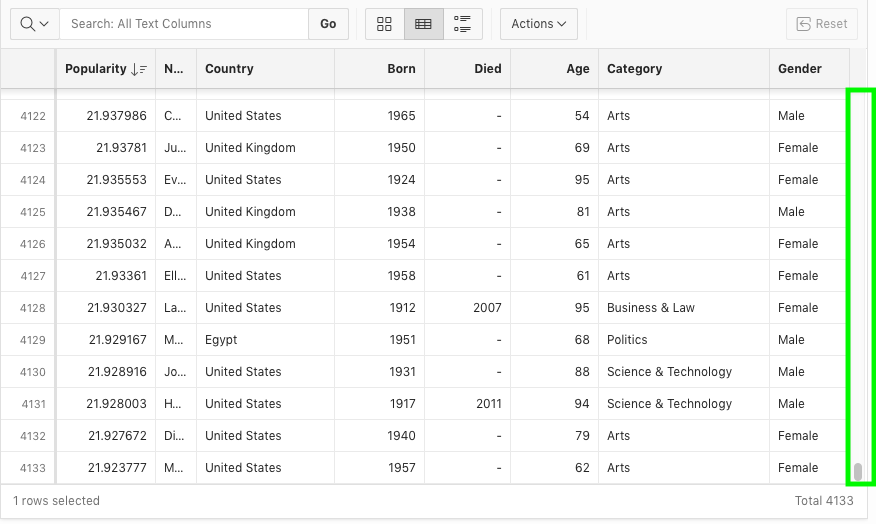 Search: All Text Columns Go Actions Reset
Popularity N... Country Born Died Age Category Gender
4122 21.937986 C... United States 1965 - 54 Arts Male
4123 21.93781 Ju... United Kingdom 1950 - 69 Arts Female
4124 21.935553 Ev... United States 1924 - 95 Arts Female
4125 21.935467 D... United Kingdom 1938 - 81 Arts Male
4126 21.935032 A... United Kingdom 1954 - 65 Arts Female
4127 21.93361 Ell... United States 1958 - 61 Arts Female
4128 21.930327 La... United States 1912 2007 95 Business & Law Female
4129 21.929167 M... Egypt 1951 - 68 Politics Male
4130 21.928916 Jo... United States 1931 - 88 Science & Technology Male
4131 21.928003 H... United States 1917 2011 94 Science & Technology Male
4132 21.927672 Di... United States 1940 - 79 Arts Female
4133 21.923777 M... United States 1957 - 62 Arts Female
1 rows selected Total 4133